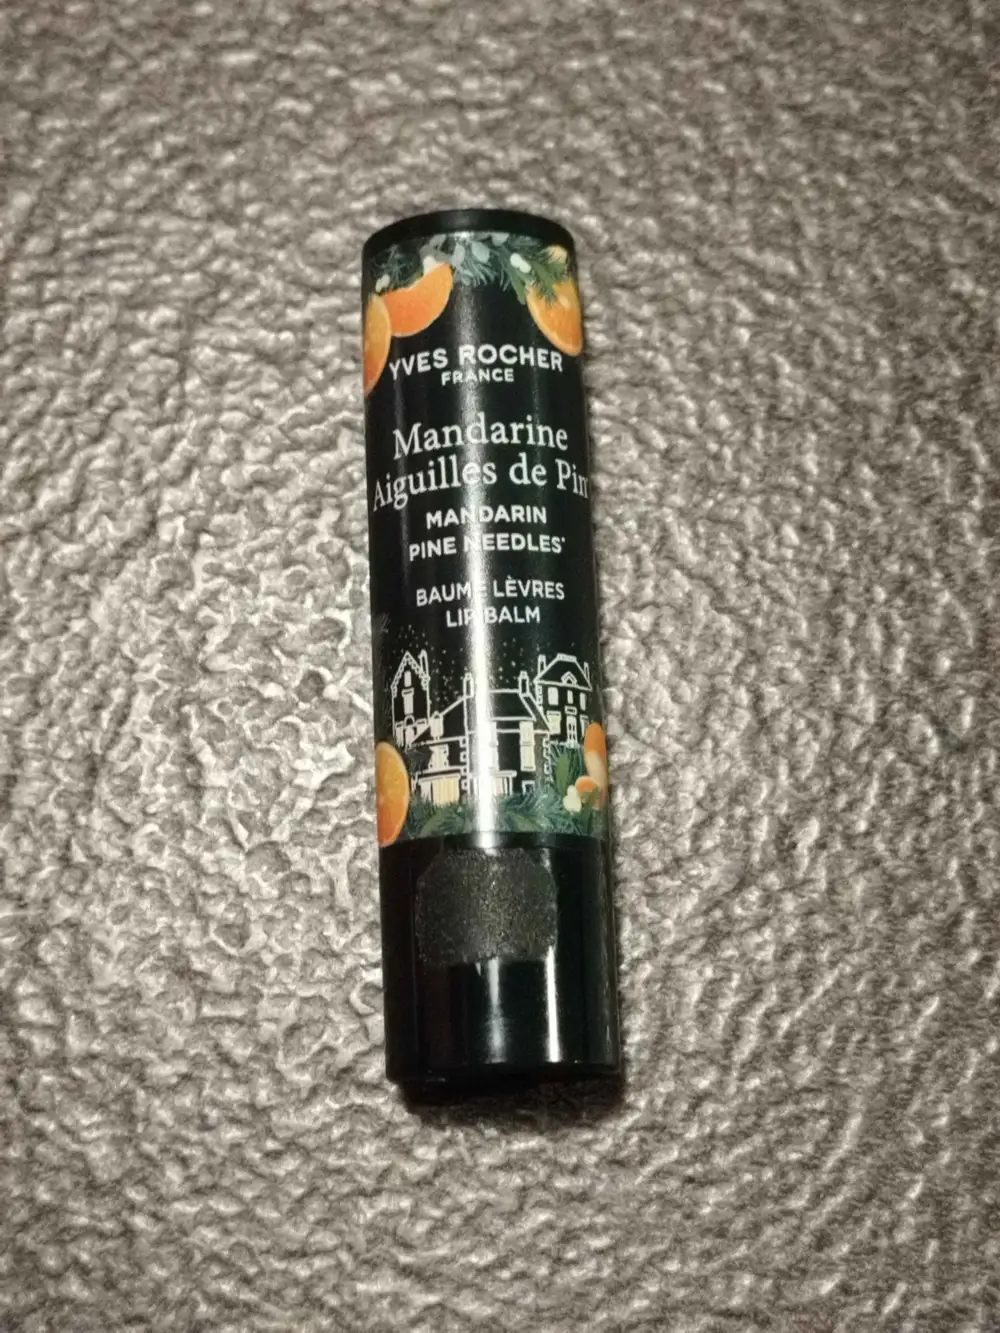 YVES ROCHER
FRANCE
Mandarine
Aiguilles de Pin
MANDARIN
PINE NEEDLES*
BAUME LÈVRES
LIP BALM